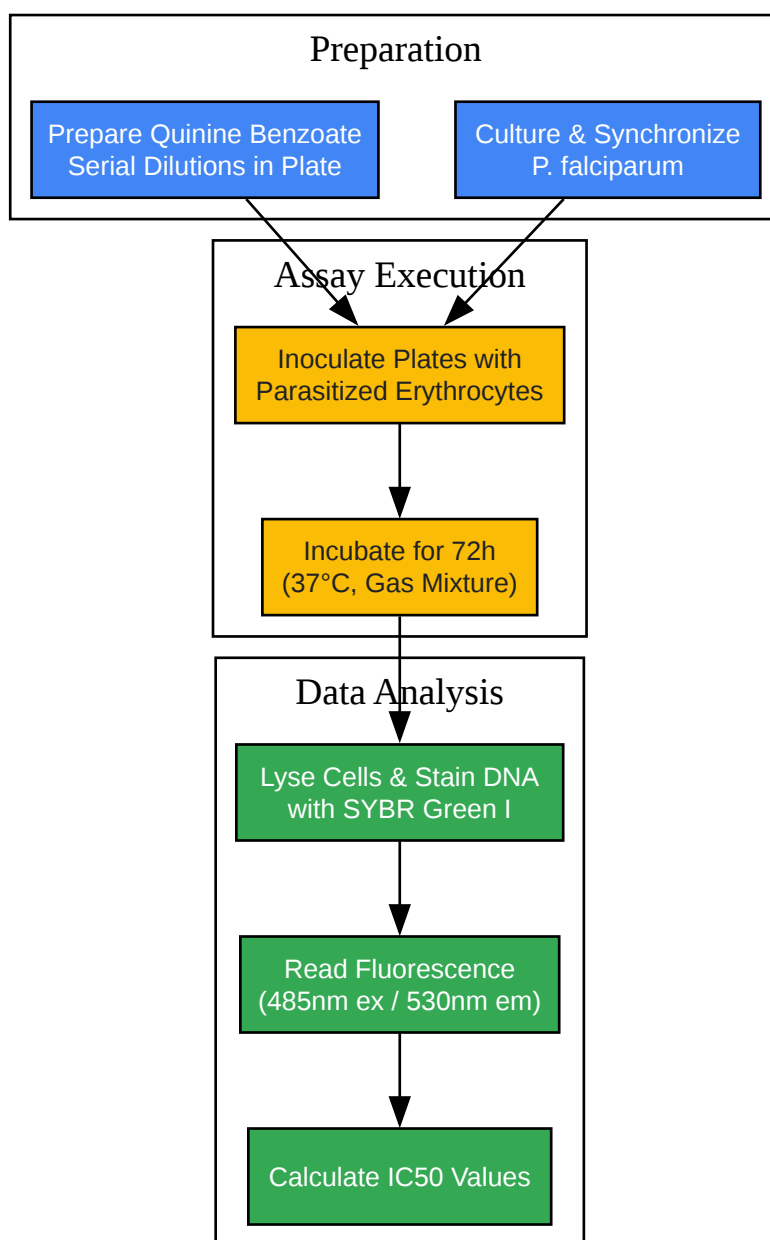 Preparation
Prepare Quinine Benzoate
Serial Dilutions in Plate
Culture & Synchronize
P. falciparum
Assay Execution
Inoculate Plates with
Parasitized Erythrocytes
Incubate for 72h
(37°C, Gas Mixture)
Data Analysis
Lyse Cells & Stain DNA
with SYBR Green I
Read Fluorescence
(485nm ex / 530nm em)
Calculate IC50 Values